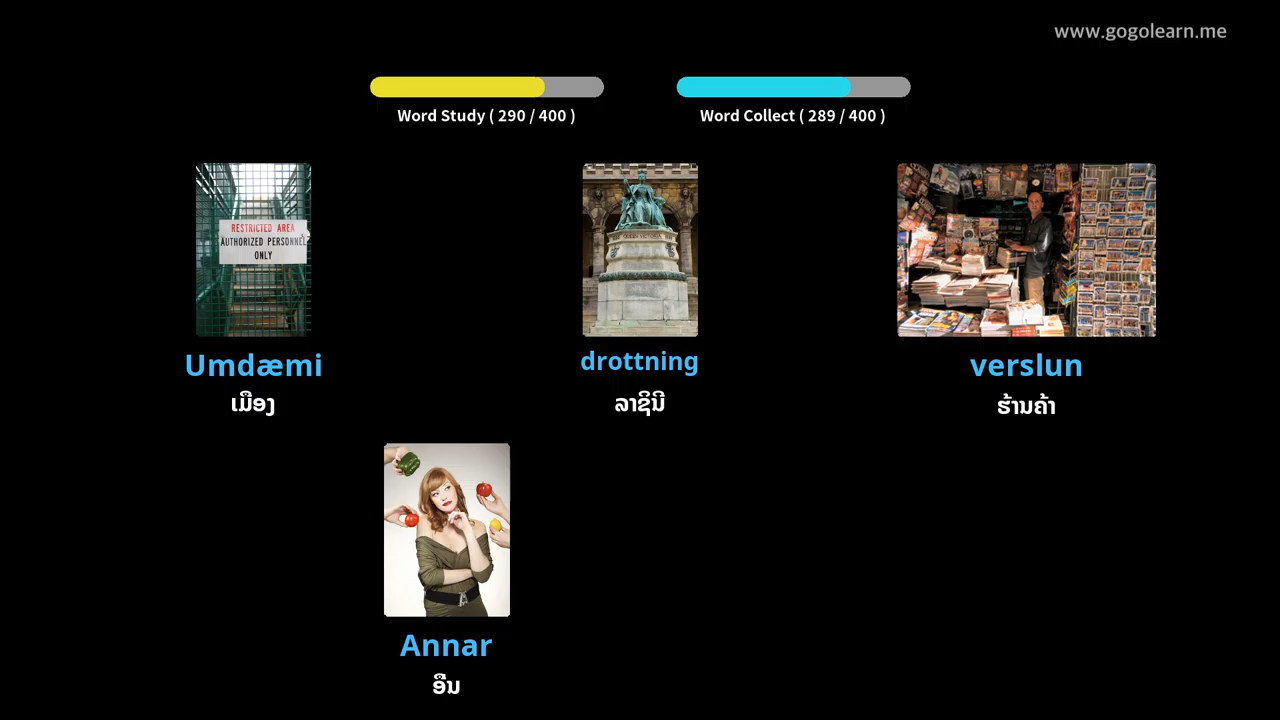 www.gogolearn.me
Word Study ( 290 / 400 )
Word Collect ( 289 / 400 )
RESTRICTED AREA
AUTHORIZED PERSONNEL
ONLY
Umdæmi
ເມືອງ
drottning
ລາຊິນີ
verslun
ຮ້ານຄ້າ
Annar
ອື່ນ